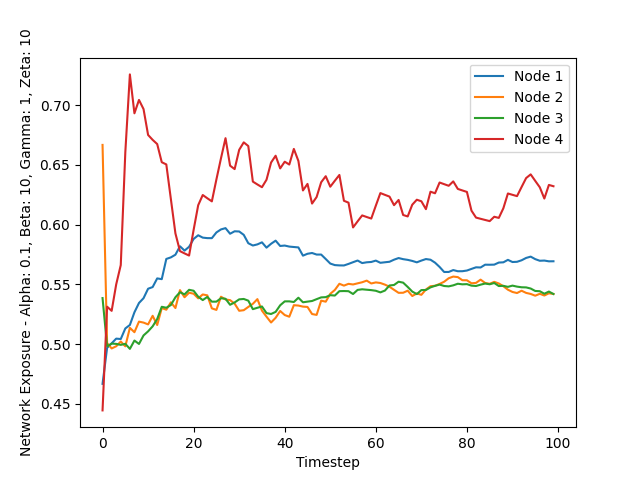 Network Exposure - Alpha: 0.1, Beta: 10, Gamma: 1, Zeta: 10
0.70
0.65
0.60
0.55
0.50
0.45
Node 1
Node 2
Node 3
Node 4
0 20 40 60 80 100
Timestep